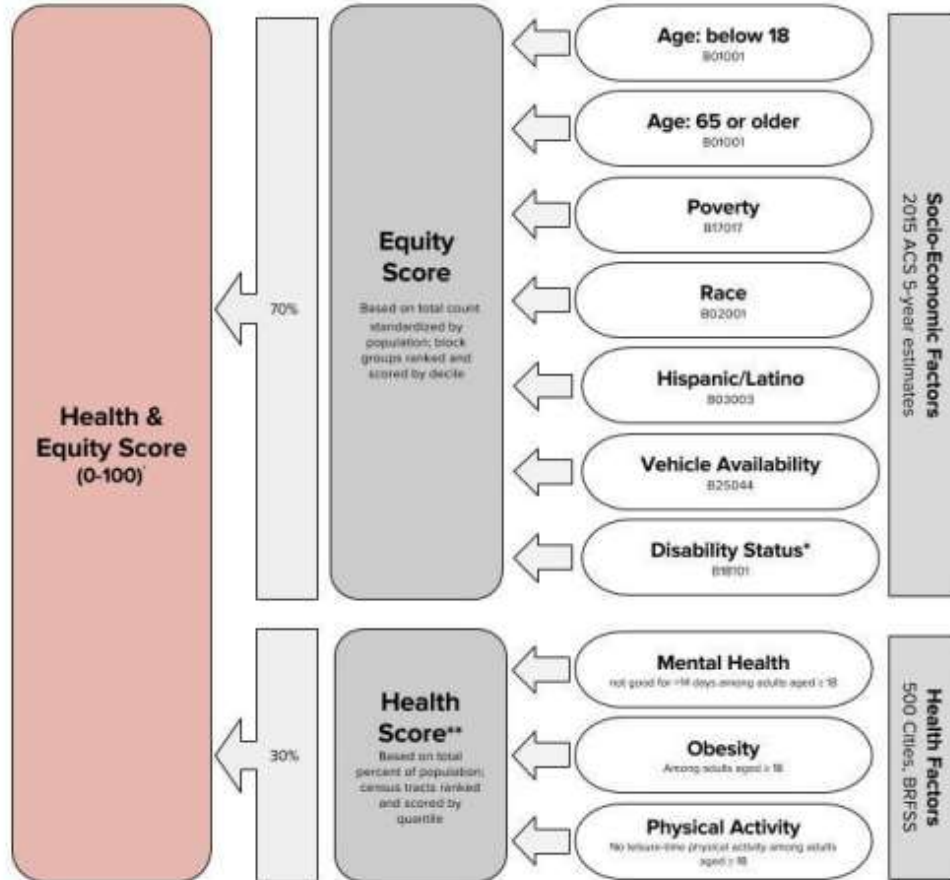 Health &
Equity Score
(0-100)
70%
30%
Equity
Score
Based on total count
standardized by
population; block
groups ranked and
scored by decile
Health
Score**
Based on total
percent of population;
census tracts ranked
and scored by
quantile
Age: below 18
B01001
Age: 65 or older
B01001
Poverty
B17017
Race
B02001
Hispanic/Latino
B03003
Vehicle Availability
B25044
Disability Status*
B18101
Mental Health
not good for >14 days among adults aged ≥ 18
Obesity
Among adults aged ≥ 18
Physical Activity
No leisure-time physical activity among adults
aged ≥ 18
Socio-Economic Factors
2015 ACS 5-year estimates
Health Factors
500 Cities, BRFSS